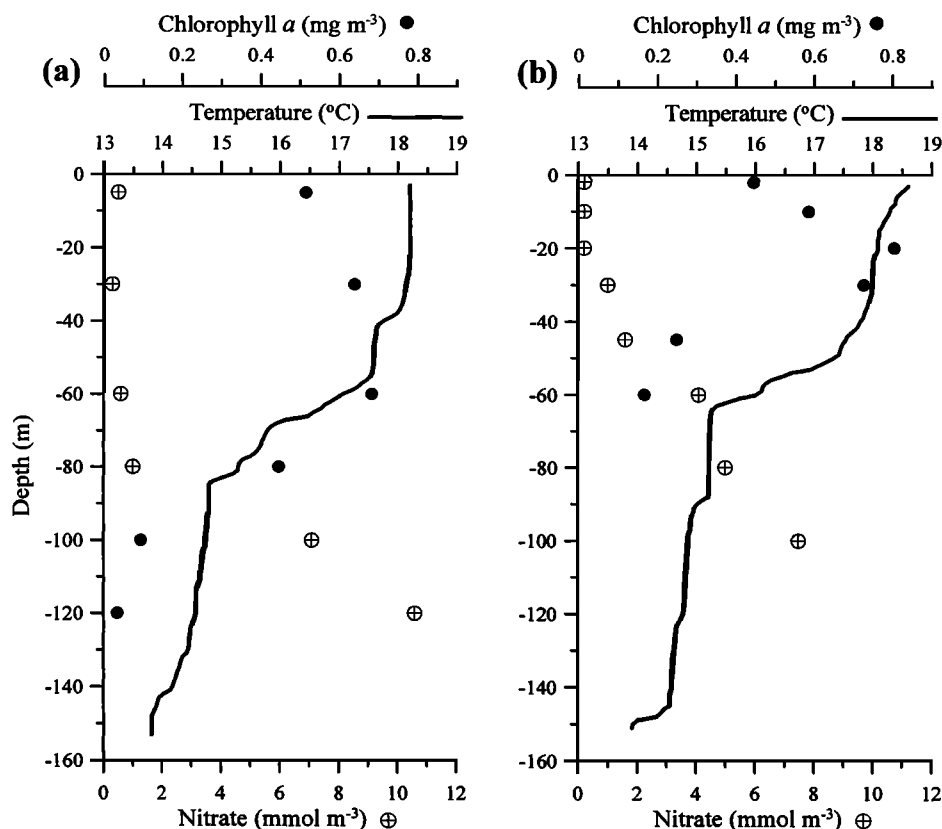 Chlorophyll a (mg m-3) ●
Chlorophyll a (mg m-3) ●
(a)
0 0.2 0.4 0.6 0.8
(b)
0 0.2 0.4 0.6 0.8
Temperature (ºC)
Temperature (ºC)
13 14 15 16 17 18 19
13 14 15 16 17 18 19
Depth (m)
0
-20
-40
-60
-80
-100
-120
-140
-160
0
-20
-40
-60
-80
-100
-120
-140
-160
0 2 4 6 8 10 12
0 2 4 6 8 10 12
Nitrate (mmol m-3) ⊕
Nitrate (mmol m-3) ⊕